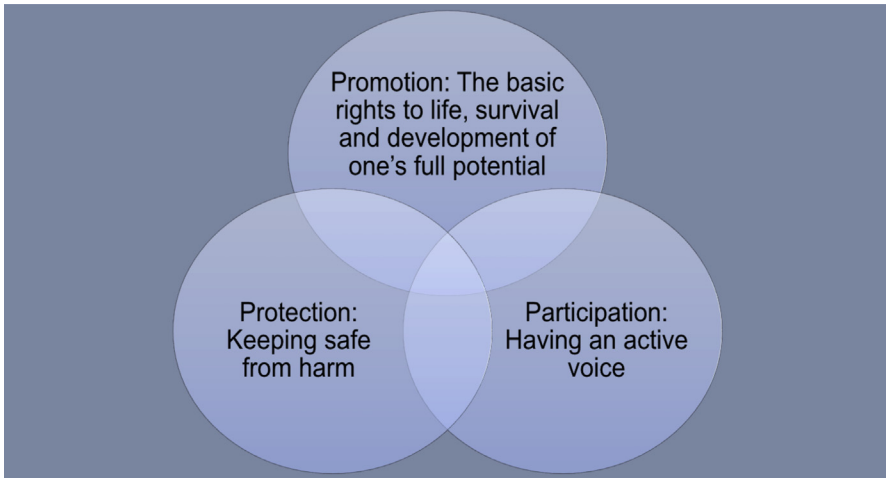 Promotion: The basic
rights to life, survival
and development of
one’s full potential
Protection:
Keeping safe
from harm
Participation:
Having an active
voice